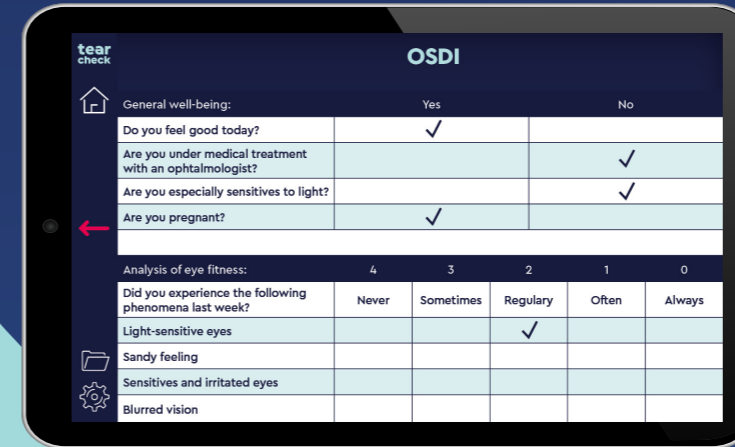 tear
check
OSDI
General well-being: Yes No
Do you feel good today?
Are you under medical treatment
with an ophtalmologist?
Are you especially sensitives to light?
Are you pregnant?
Analysis of eye fitness: 4 3 2 1 0
Did you experience the following
phenomena last week? Never Sometimes Regulary Often Always
Light-sensitive eyes
Sandy feeling
Sensitives and irritated eyes
Blurred vision